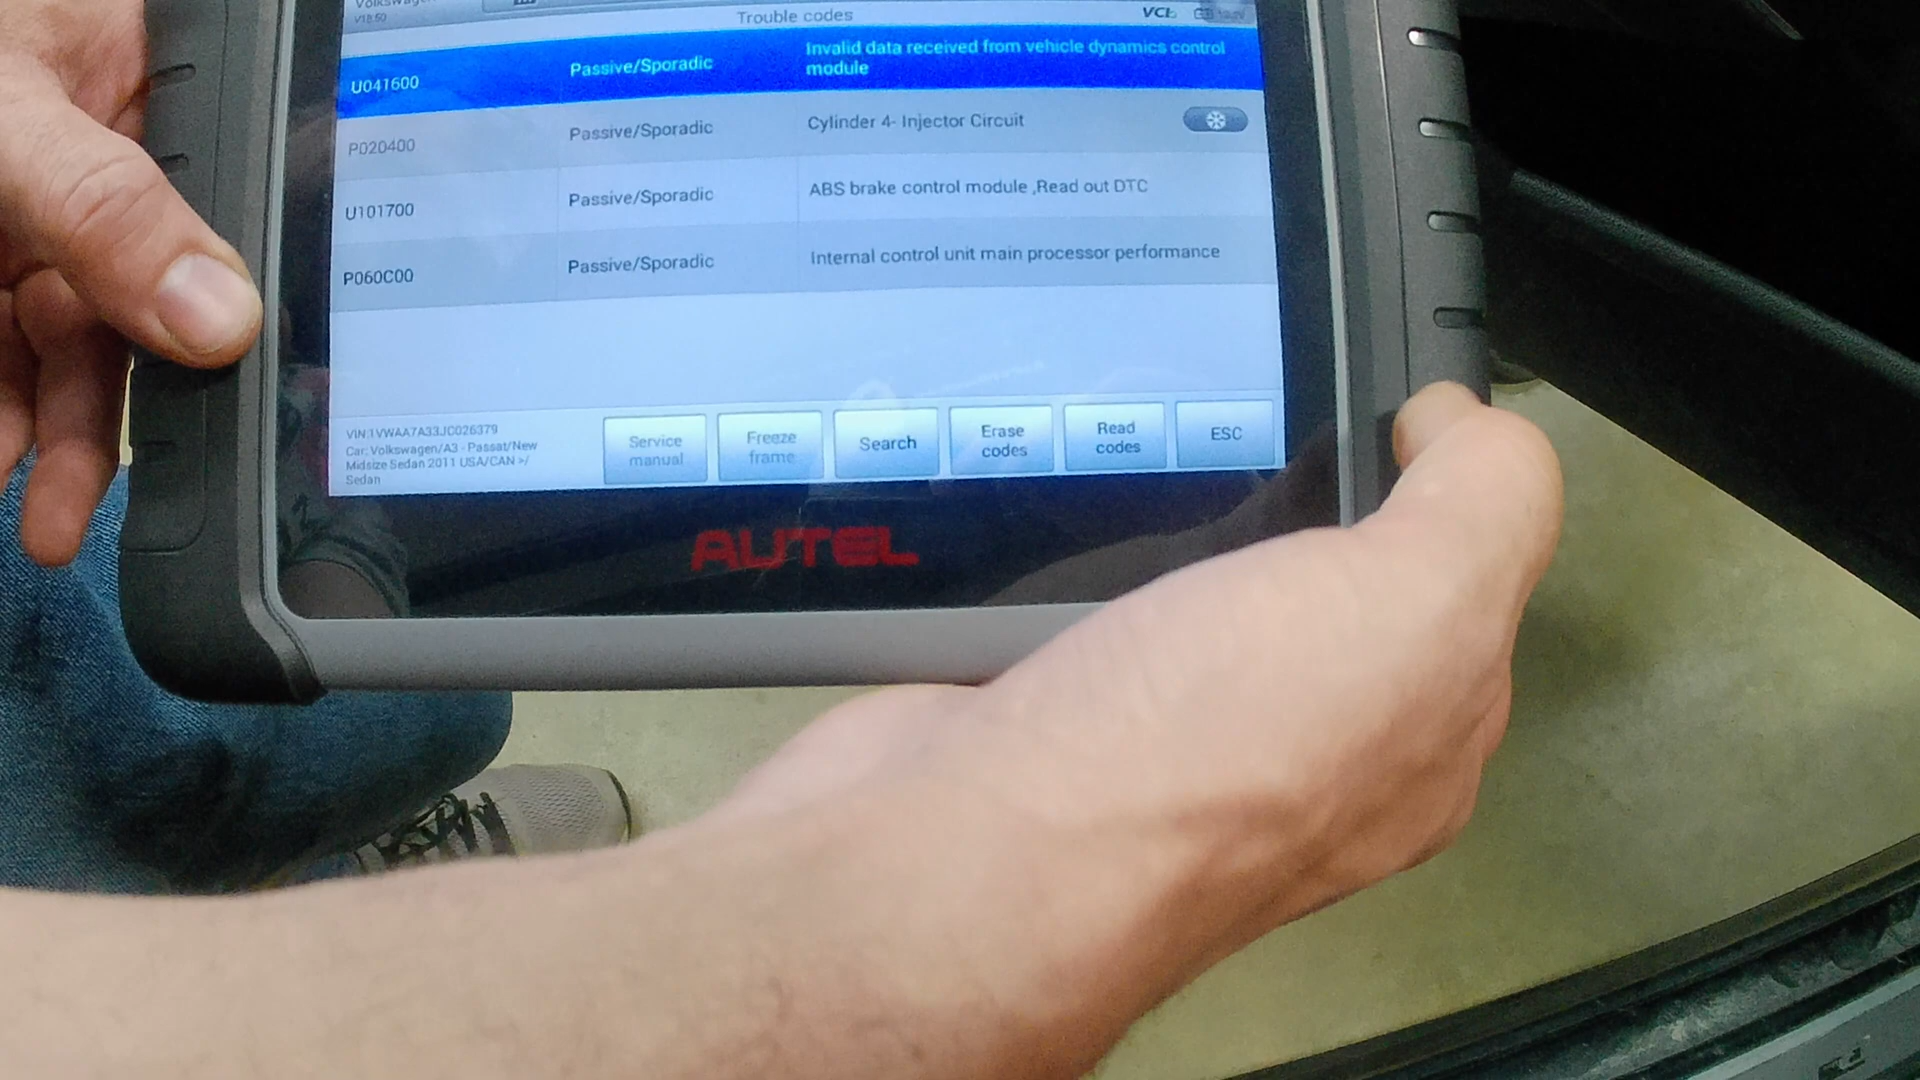 Volkswagen
V18.50
Trouble codes
VCI
U041600
Passive/Sporadic
Invalid data received from vehicle dynamics control
module
P020400
Passive/Sporadic
Cylinder 4- Injector Circuit
U101700
Passive/Sporadic
ABS brake control module ,Read out DTC
P060C00
Passive/Sporadic
Internal control unit main processor performance
VIN:1VWAA7A33JC026379
Car: Volkswagen/A3 - Passat/New
Midsize Sedan 2011 USA/CAN >/
Sedan
Service
manual
Freeze
frame
Search
Erase
codes
Read
codes
ESC
AUTEL